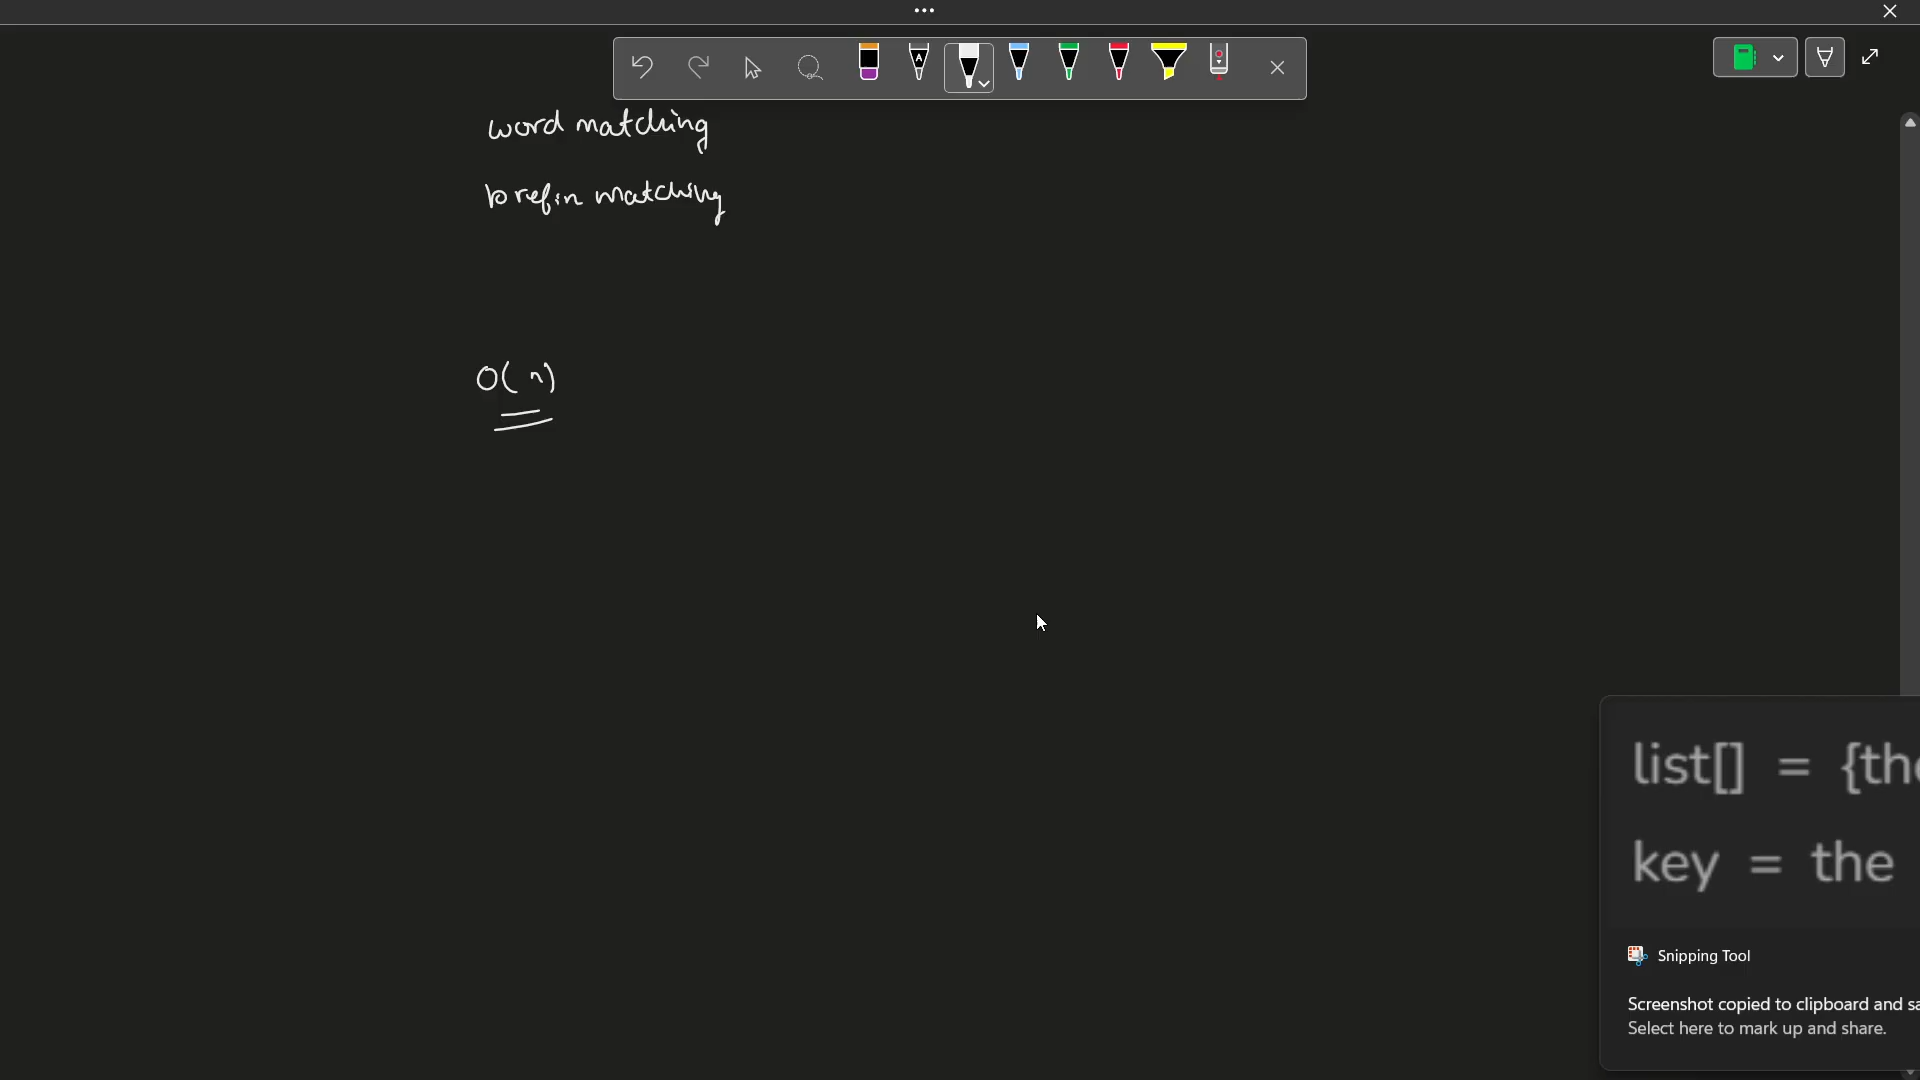 word matching
prefix matching
O(n)
list[] = {the
key = the
Snipping Tool
Screenshot copied to clipboard and sa
Select here to mark up and share.